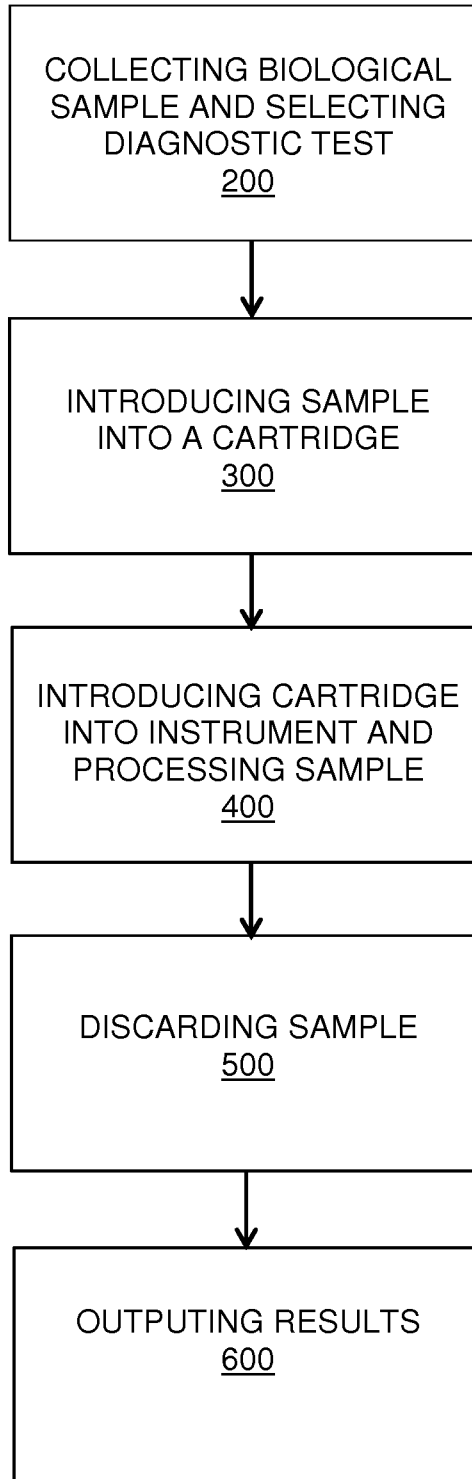 COLLECTING BIOLOGICAL
SAMPLE AND SELECTING
DIAGNOSTIC TEST
200
INTRODUCING SAMPLE
INTO A CARTRIDGE
300
INTRODUCING CARTRIDGE
INTO INSTRUMENT AND
PROCESSING SAMPLE
400
DISCARDING SAMPLE
500
OUTPUTING RESULTS
600